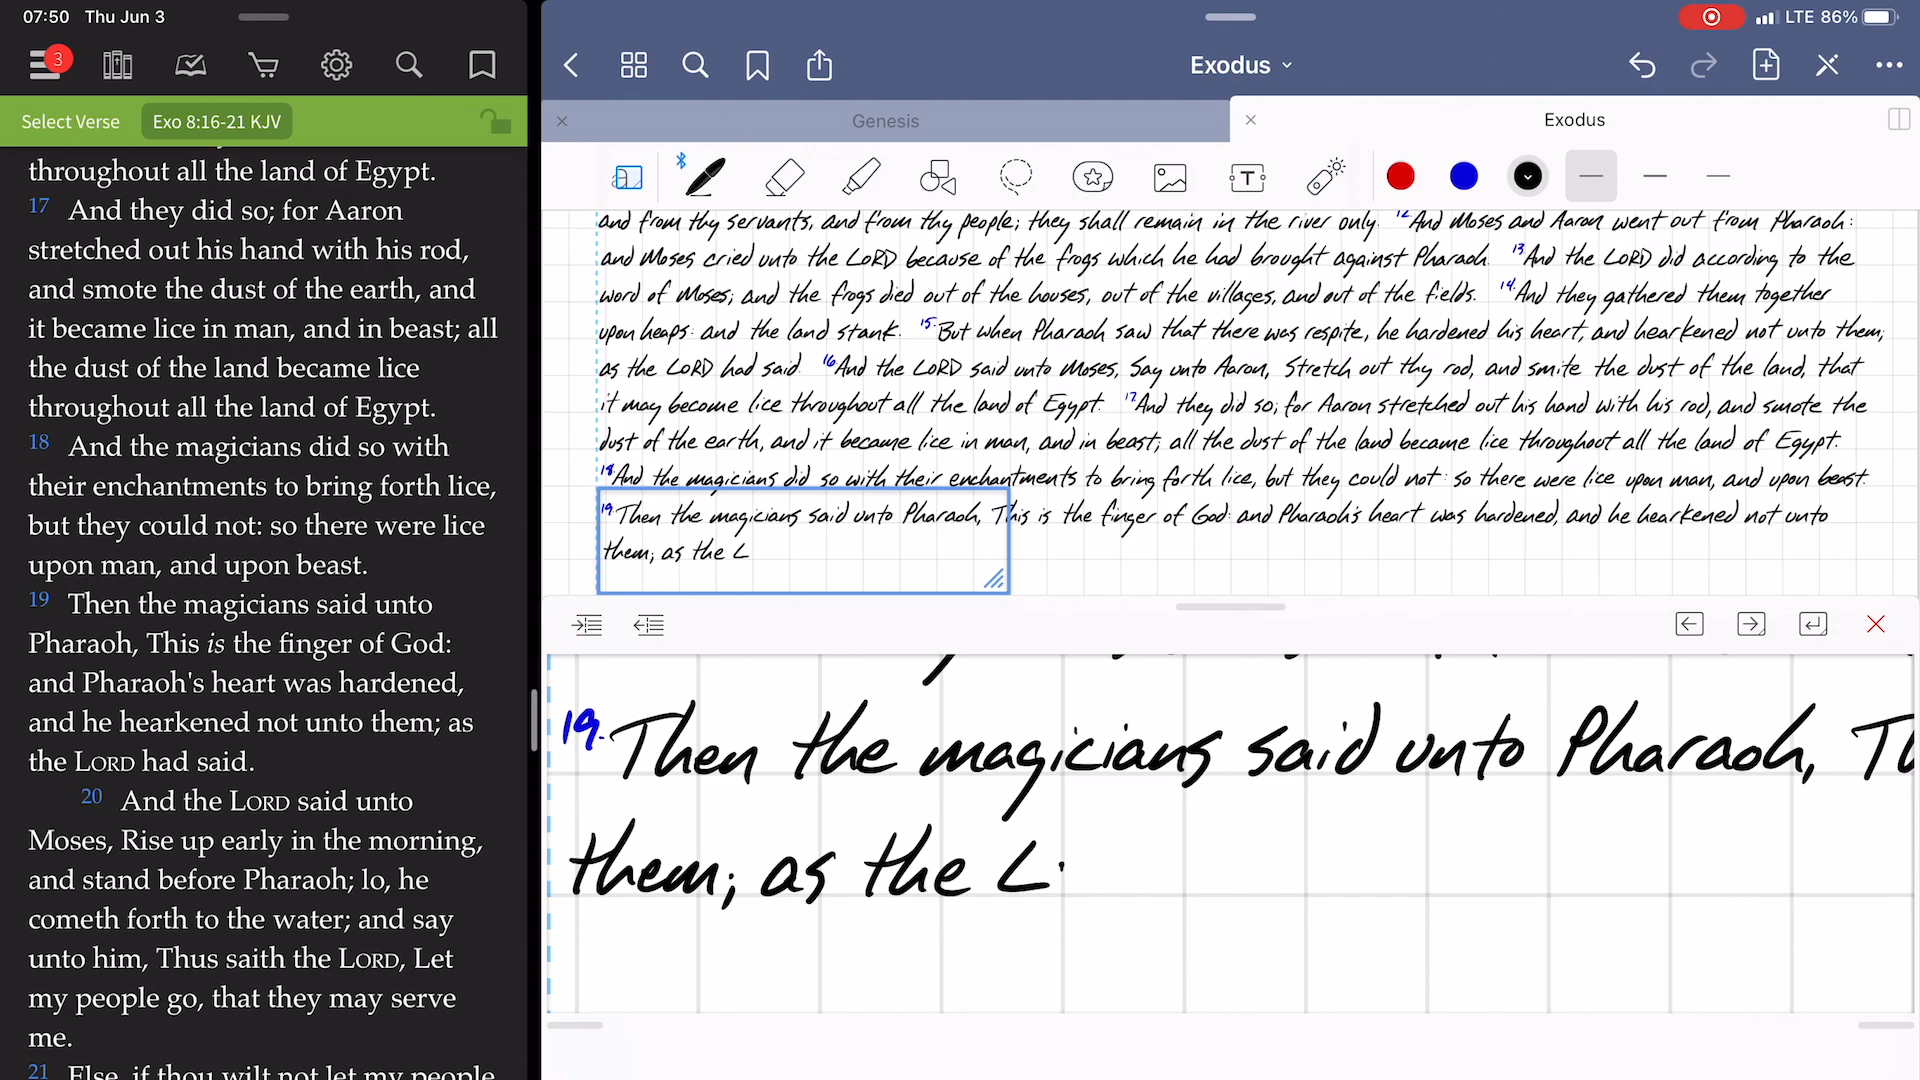 07:50 Thu Jun 3
3
Select Verse Exo 8:16-21 KJV
throughout all the land of Egypt.
17 And they did so; for Aaron
stretched out his hand with his rod,
and smote the dust of the earth, and
it became lice in man, and in beast; all
the dust of the land became lice
throughout all the land of Egypt.
18 And the magicians did so with
their enchantments to bring forth lice,
but they could not: so there were lice
upon man, and upon beast.
19 Then the magicians said unto
Pharaoh, This is the finger of God:
and Pharaoh's heart was hardened,
and he hearkened not unto them; as
the LORD had said.
20 And the LORD said unto
Moses, Rise up early in the morning,
and stand before Pharaoh; lo, he
cometh forth to the water; and say
unto him, Thus saith the LORD, Let
my people go, that they may serve
me.
21 Else, if thou wilt not let my people
LTE 86%
Exodus
Genesis
Exodus
T
and from thy servants, and from thy people; they shall remain in the river only. 12 And Moses and Aaron went out from Pharaoh:
and Moses cried unto the LORD because of the frogs which he had brought against Pharaoh. 13 And the LORD did according to the
word of Moses; and the frogs died out of the houses, out of the villages, and out of the fields. 14. And they gathered them together
upon heaps: and the land stank. 15. But when Pharaoh saw that there was respite, he hardened his heart, and hearkened not unto them;
as the LORD had said. 16 And the LORD said unto Moses, Say unto Aaron, Stretch out thy rod, and smite the dust of the land, that
it may become lice throughout all the land of Egypt. 17 And they did so; for Aaron stretched out his hand with his rod, and smote the
dust of the earth, and it became lice in man, and in beast; all the dust of the land became lice throughout all the land of Egypt.
18. And the magicians did so with their enchantments to bring forth lice, but they could not: so there were lice upon man, and upon beast.
19. Then the magicians said unto Pharaoh, This is the finger of God: and Pharaoh's heart was hardened, and he hearkened not unto
them; as the L
19. Then the magicians said unto Pharaoh, Th
them; as the L